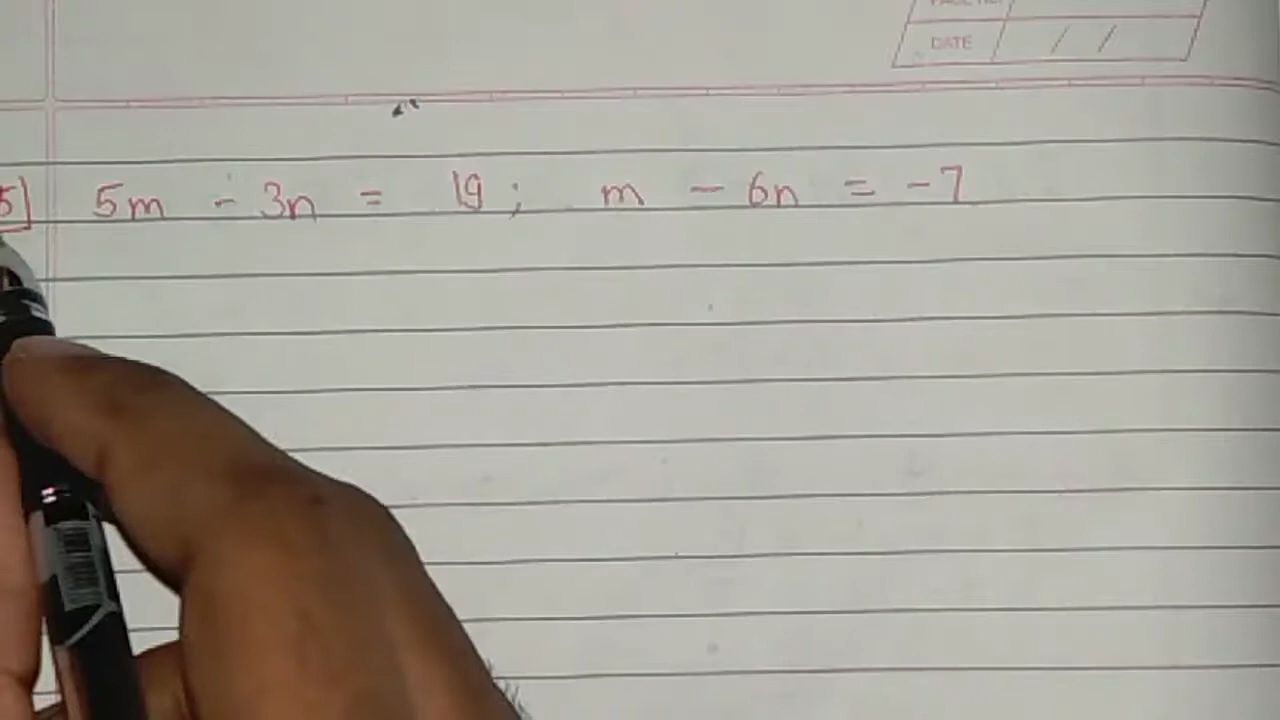 DATE / /
5] 5m - 3n = 19 ; m - 6n = -7